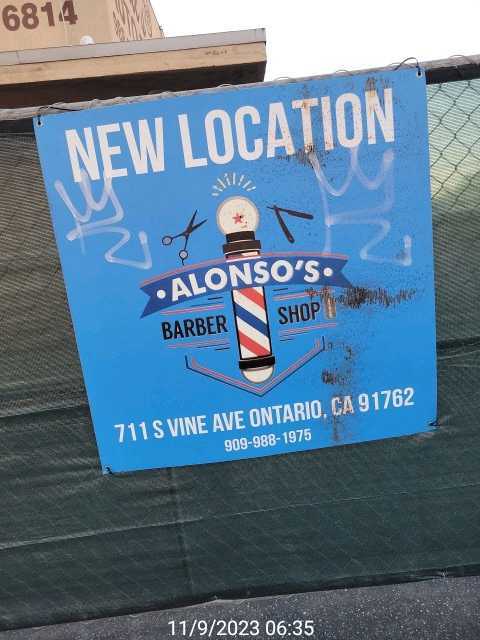 6814
NEW LOCATION
ALONSO'S
BARBER SHOP
711 S VINE AVE ONTARIO, CA 91762
909-988-1975
11/9/2023 06:35